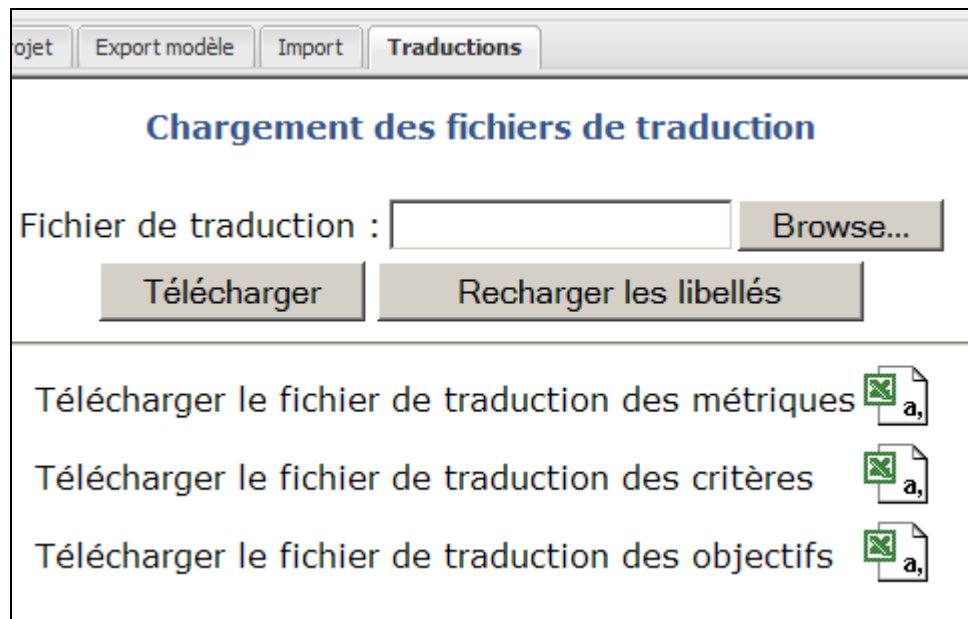 ojet Export modèle Import Traductions
Chargement des fichiers de traduction
Fichier de traduction : Browse...
Télécharger Recharger les libellés
Télécharger le fichier de traduction des métriques a,
Télécharger le fichier de traduction des critères a,
Télécharger le fichier de traduction des objectifs a,